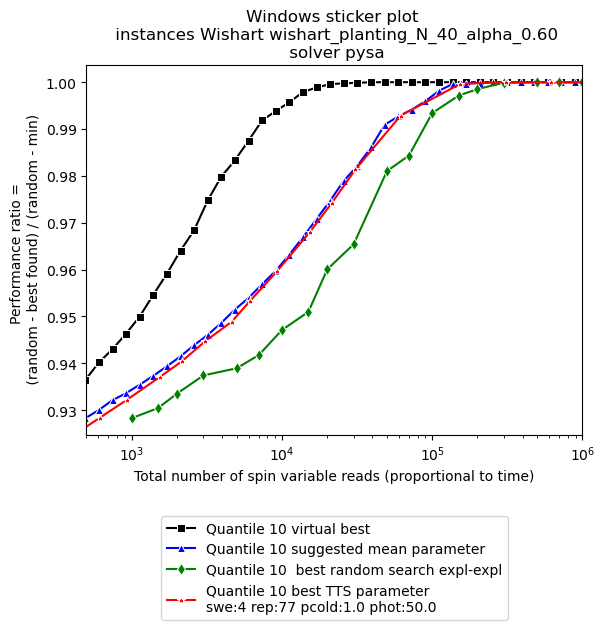 Windows sticker plot
instances Wishart wishart_planting_N_40_alpha_0.60
solver pysa
Performance ratio =
(random - best found) / (random - min)
1.00
0.99
0.98
0.97
0.96
0.95
0.94
0.93
10³
10⁴
10⁵
10⁶
Total number of spin variable reads (proportional to time)
Quantile 10 virtual best
Quantile 10 suggested mean parameter
Quantile 10  best random search expl-expl
Quantile 10 best TTS parameter
swe:4 rep:77 pcold:1.0 phot:50.0